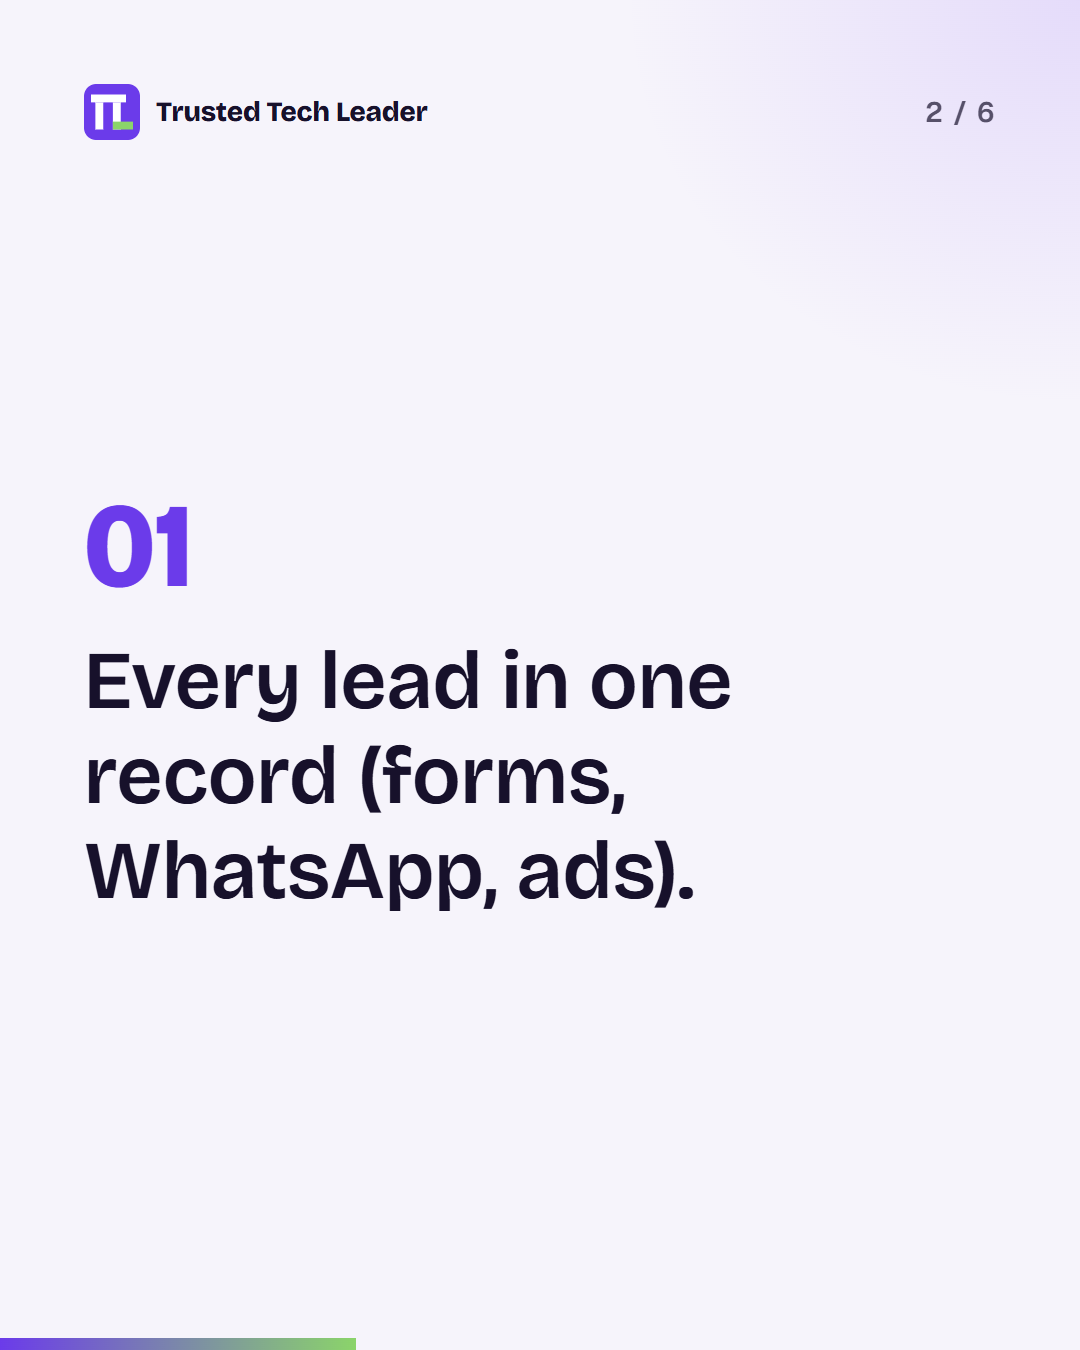 Trusted Tech Leader
2 / 6
01
Every lead in one
record (forms,
WhatsApp, ads).